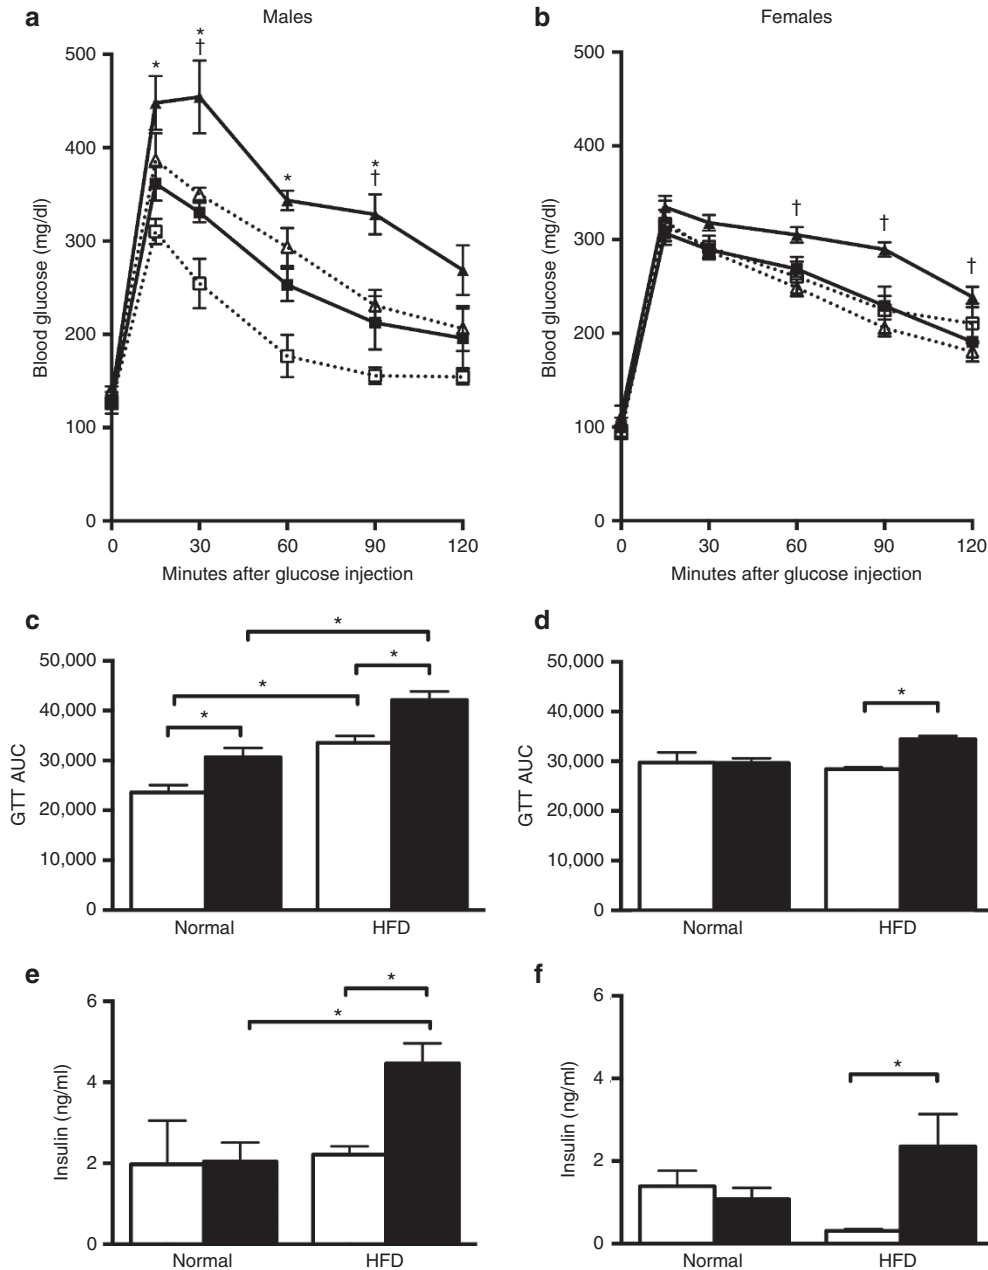 a
Males
Blood glucose (mg/dl)
500
400
300
200
100
0
*
*
†
*
*
†
0 30 60 90 120
Minutes after glucose injection
b
Females
Blood glucose (mg/dl)
500
400
300
200
100
0
†
†
†
0 30 60 90 120
Minutes after glucose injection
c
GTT AUC
50,000
40,000
30,000
20,000
10,000
0
*
*
*
*
Normal HFD
d
GTT AUC
50,000
40,000
30,000
20,000
10,000
0
*
Normal HFD
e
Insulin (ng/ml)
6
4
2
0
*
*
Normal HFD
f
Insulin (ng/ml)
6
4
2
0
*
Normal HFD